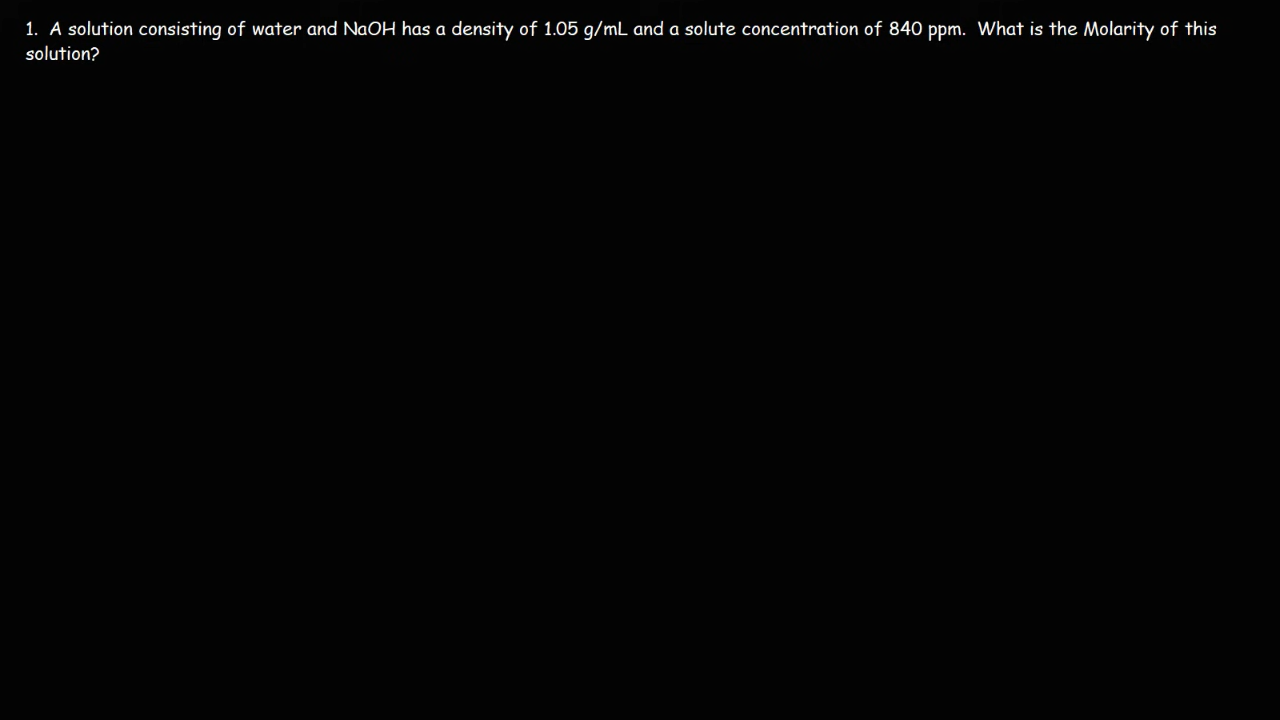 1.  A solution consisting of water and NaOH has a density of 1.05 g/mL and a solute concentration of 840 ppm.  What is the Molarity of this
solution?